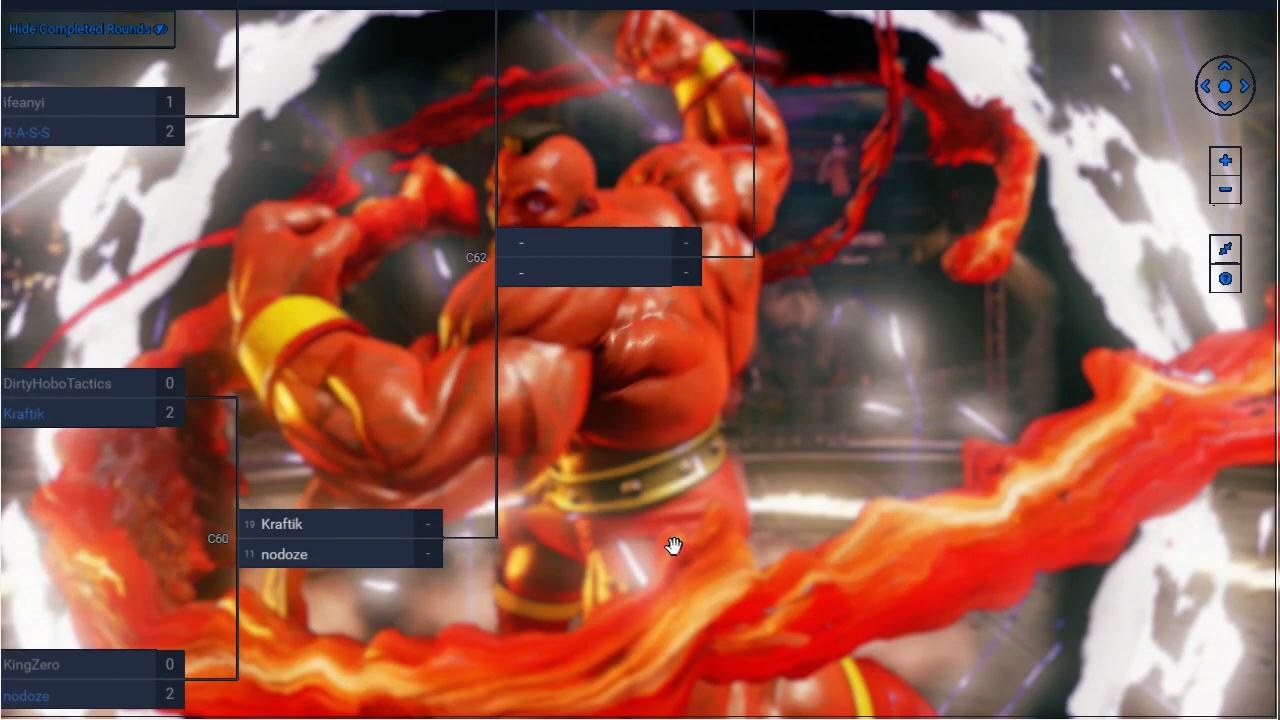 Hide Completed Rounds
ifeanyi 1
R-A-S-S 2
C62
- -
- -
DirtyHoboTactics 0
Kraftik 2
C60
19 Kraftik -
11 nodoze -
KingZero 0
nodoze 2